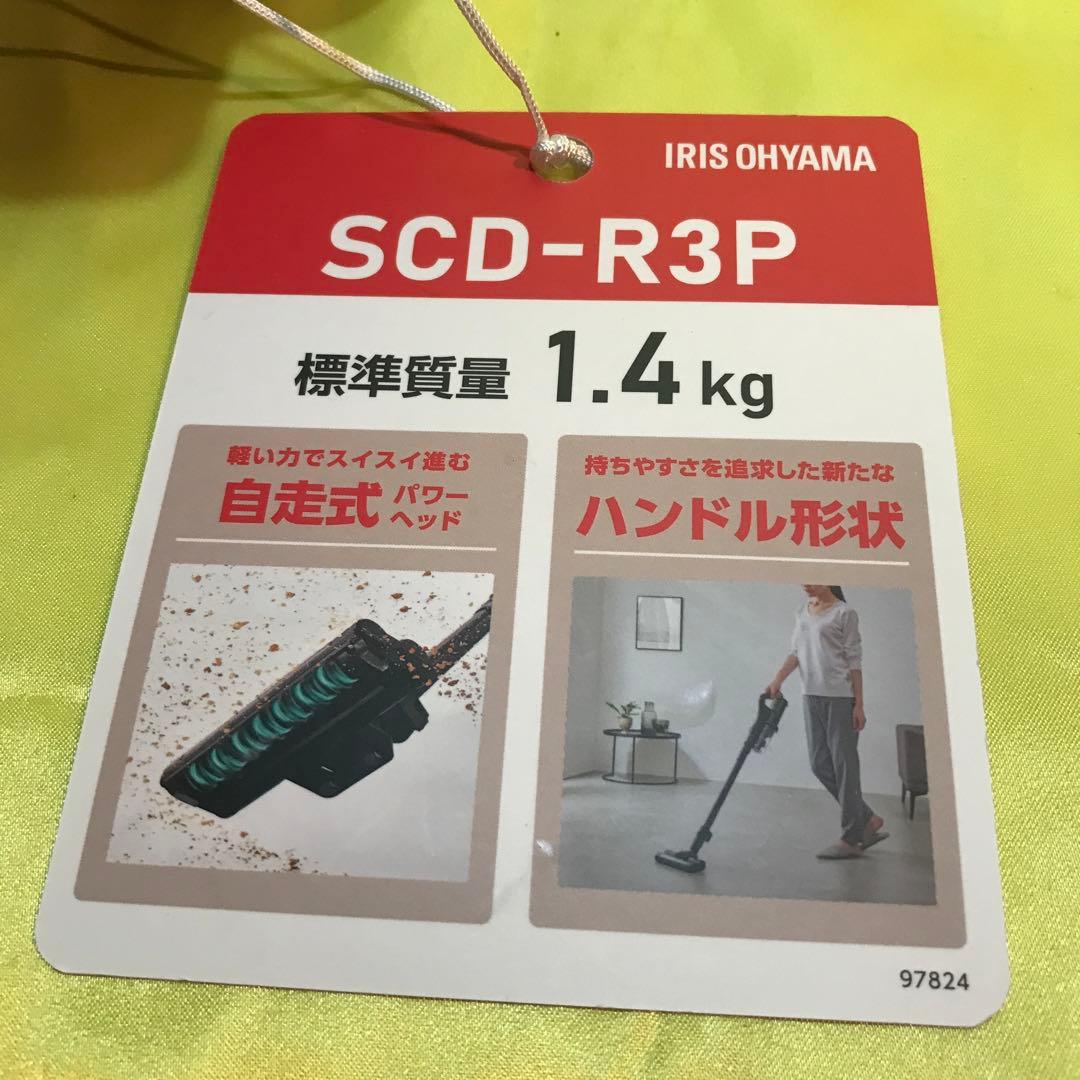 IRIS OHYAMA
SCD-R3P
標準質量 1.4 kg
軽い力でスイスイ進む
自走式 パワーヘッド
持ちやすさを追求した新たな
ハンドル形状
97824